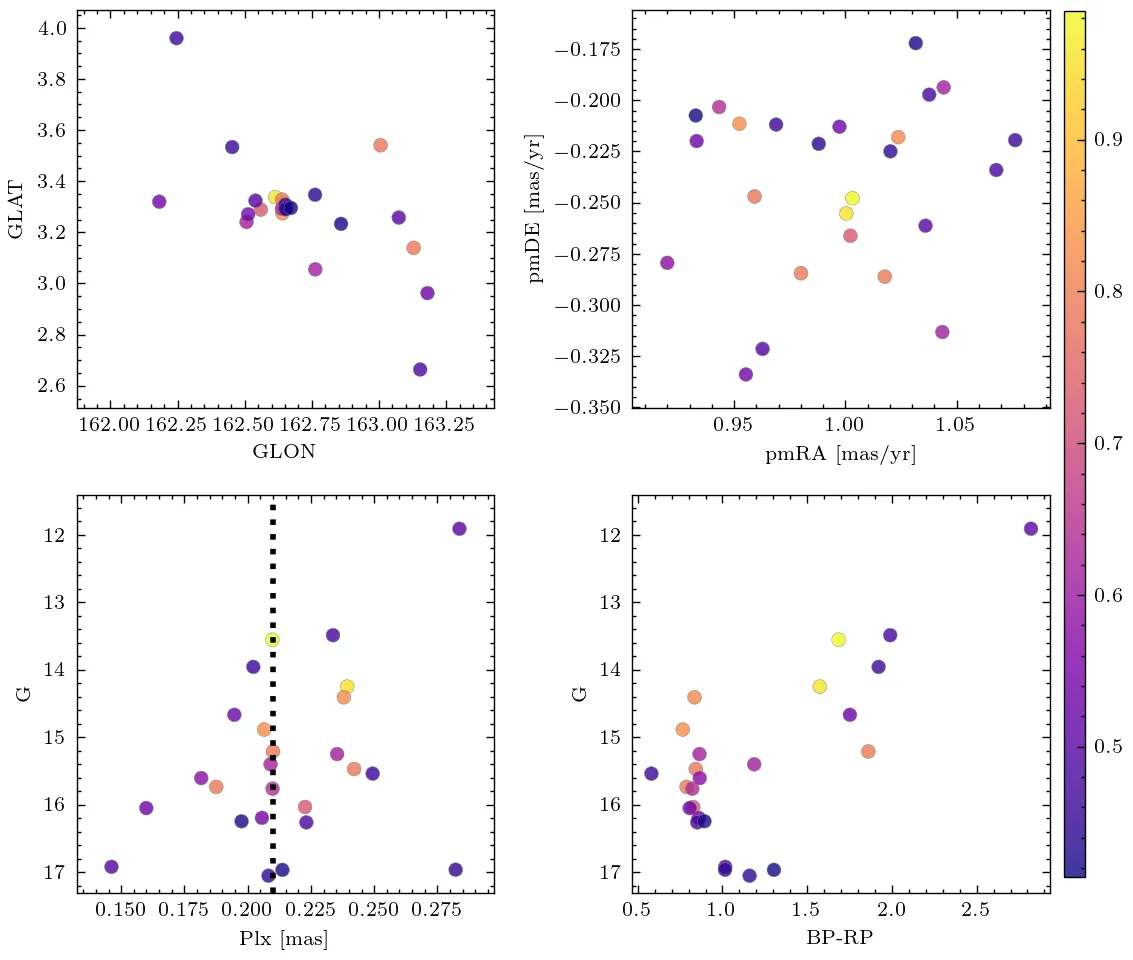 4.0
3.8
3.6
3.4
3.2
3.0
2.8
2.6
GLAT
162.00 162.25 162.50 162.75 163.00 163.25
GLON
−0.175
−0.200
−0.225
−0.250
−0.275
−0.300
−0.325
−0.350
pmDE [mas/yr]
0.95 1.00 1.05
pmRA [mas/yr]
0.9
0.8
0.7
0.6
0.5
12
13
14
15
16
17
G
0.150 0.175 0.200 0.225 0.250 0.275
Plx [mas]
12
13
14
15
16
17
G
0.5 1.0 1.5 2.0 2.5
BP-RP